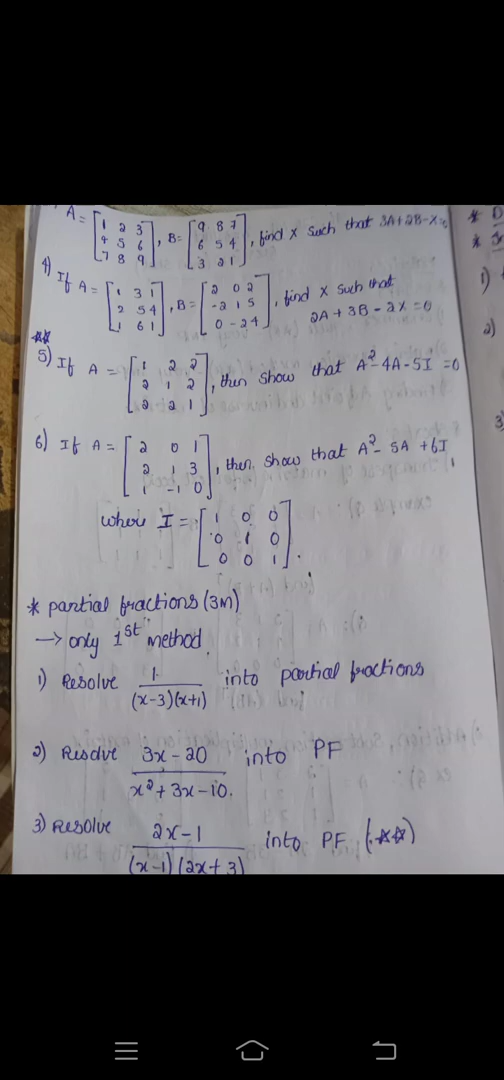 A = [1 2 3
4 5 6
7 8 9], B = [9 8 7
6 5 4
3 2 1], find x such that 3A+2B-x=
4) If A = [1 3 1
2 5 4
1 6 1], B = [2 0 2
-2 1 5
0 -2 4], find x such that
2A+3B-2x=0
**
5) If A = [1 2 2
2 1 2
2 2 1], then show that A²-4A-5I=0
6) If A = [2 0 1
2 1 3
1 -1 0], then show that A²-5A+6I,
where I = [1 0 0
0 1 0
0 0 1].
* partial fractions (3m)
→ only 1st method.
1) Resolve 1/(x-3)(x+1) into partial fractions
2) Resolve 3x-20/x²+3x-10. into PF
3) Resolve 2x-1/(x-1)(2x+3) into PF (**)
*
*
1)
2)
3